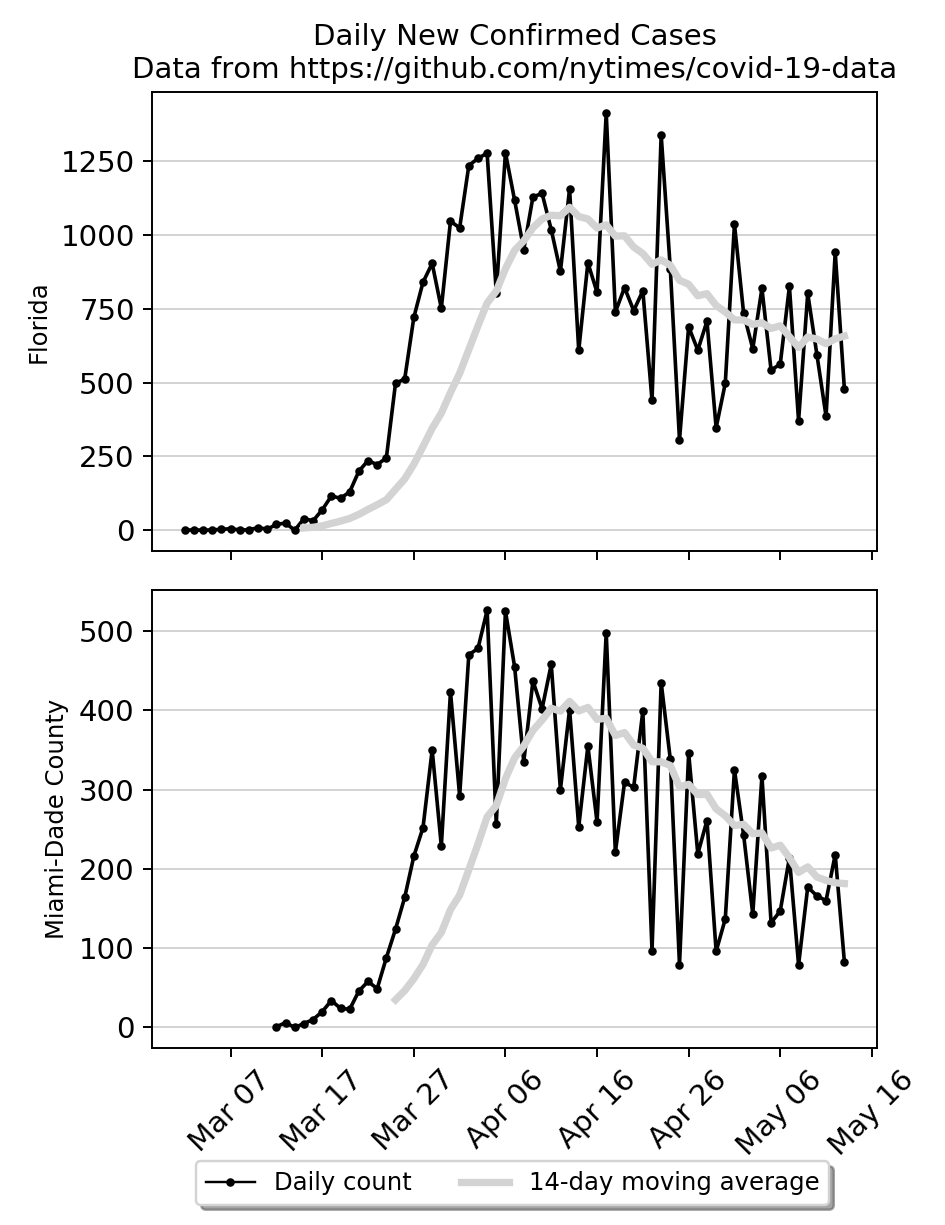 Daily New Confirmed Cases
Data from https://github.com/nytimes/covid-19-data
1250
1000
750
500
250
0
Florida
500
400
300
200
100
0
Miami-Dade County
Mar 07
Mar 17
Mar 27
Apr 06
Apr 16
Apr 26
May 06
May 16
Daily count
14-day moving average